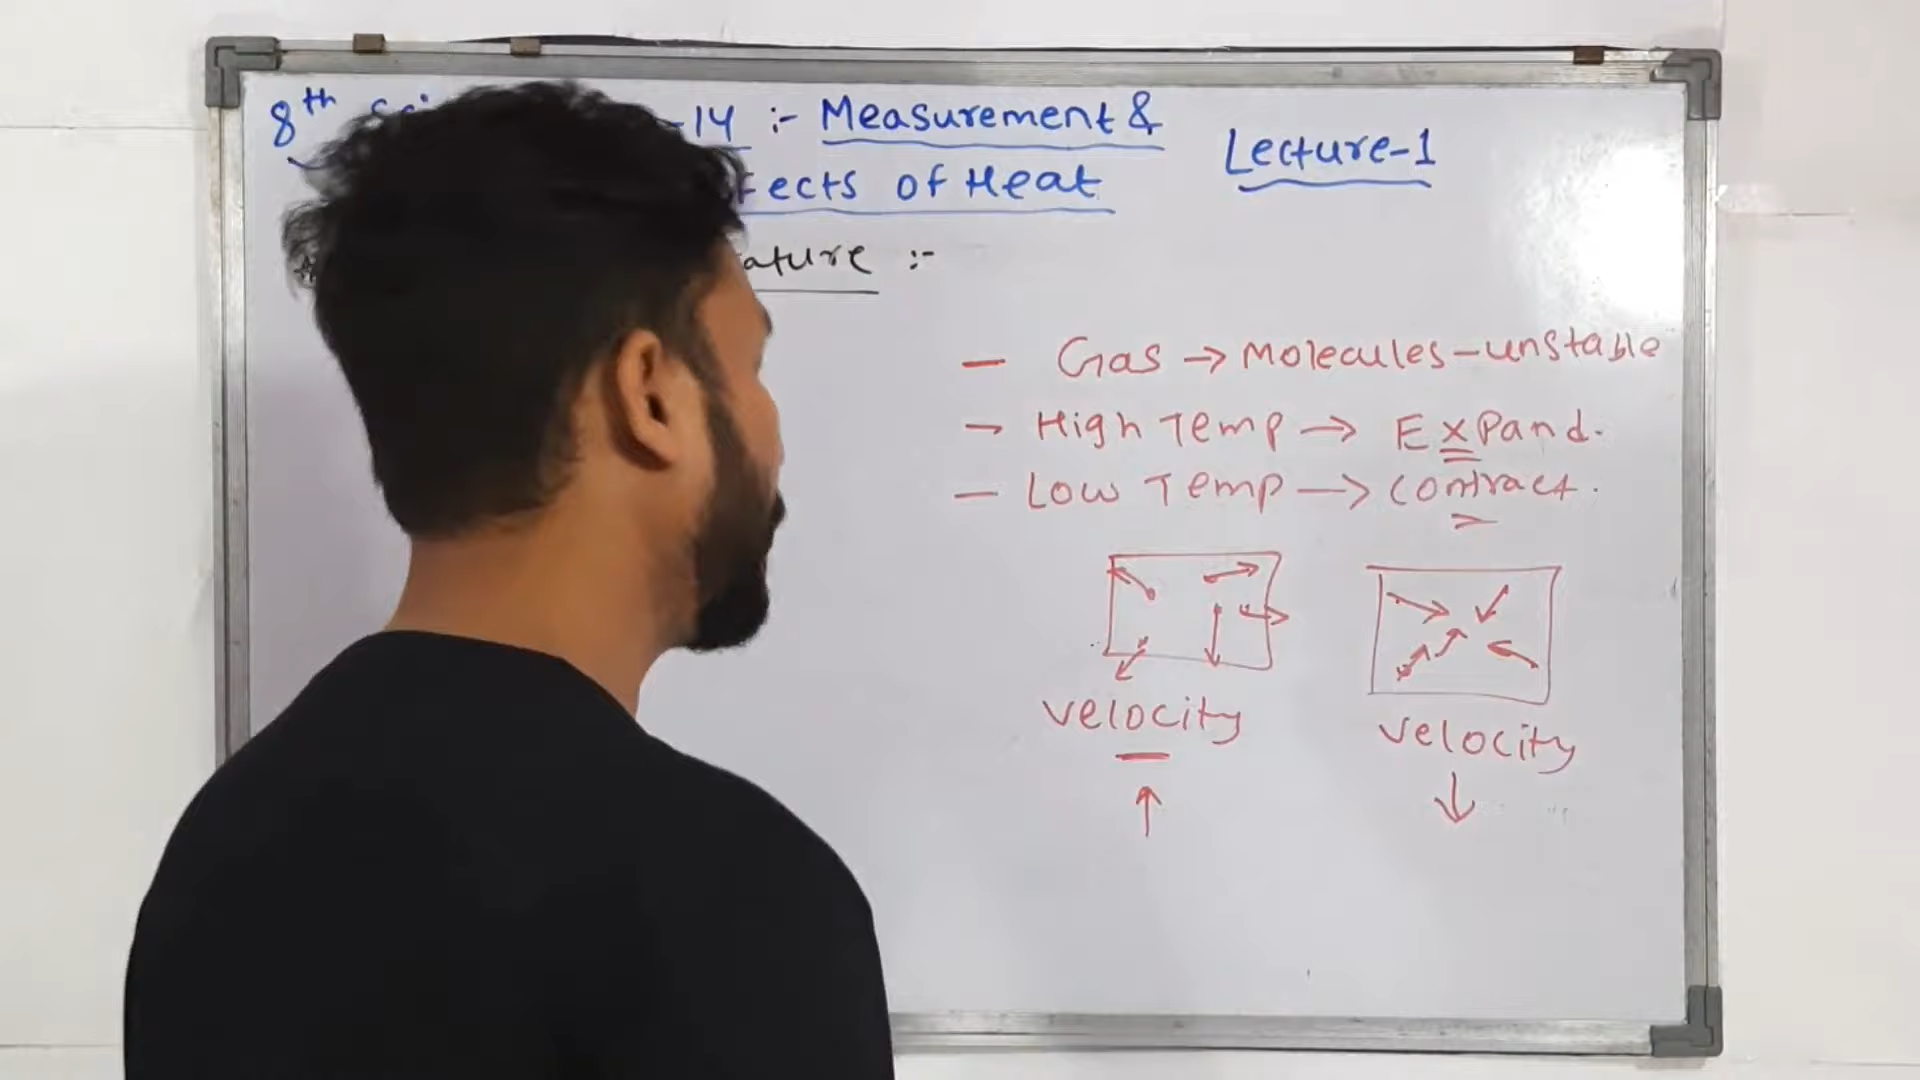 8th -14 :- Measurement &
fects of Heat
Lecture-1
ature :-
- Gas → Molecules-unstable
- High Temp → Expand.
- Low Temp → contract.
velocity
↑
velocity
↓